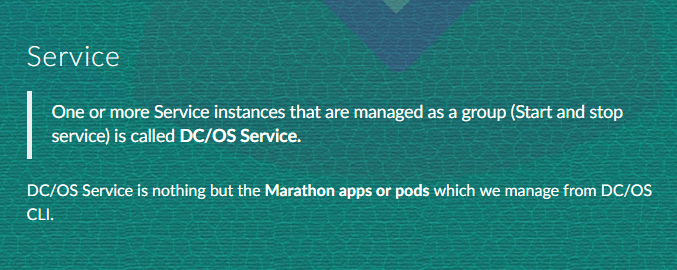 Service
One or more Service instances that are managed as a group (Start and stop
service) is called DC/OS Service.
DC/OS Service is nothing but the Marathon apps or pods which we manage from DC/OS
CLI.